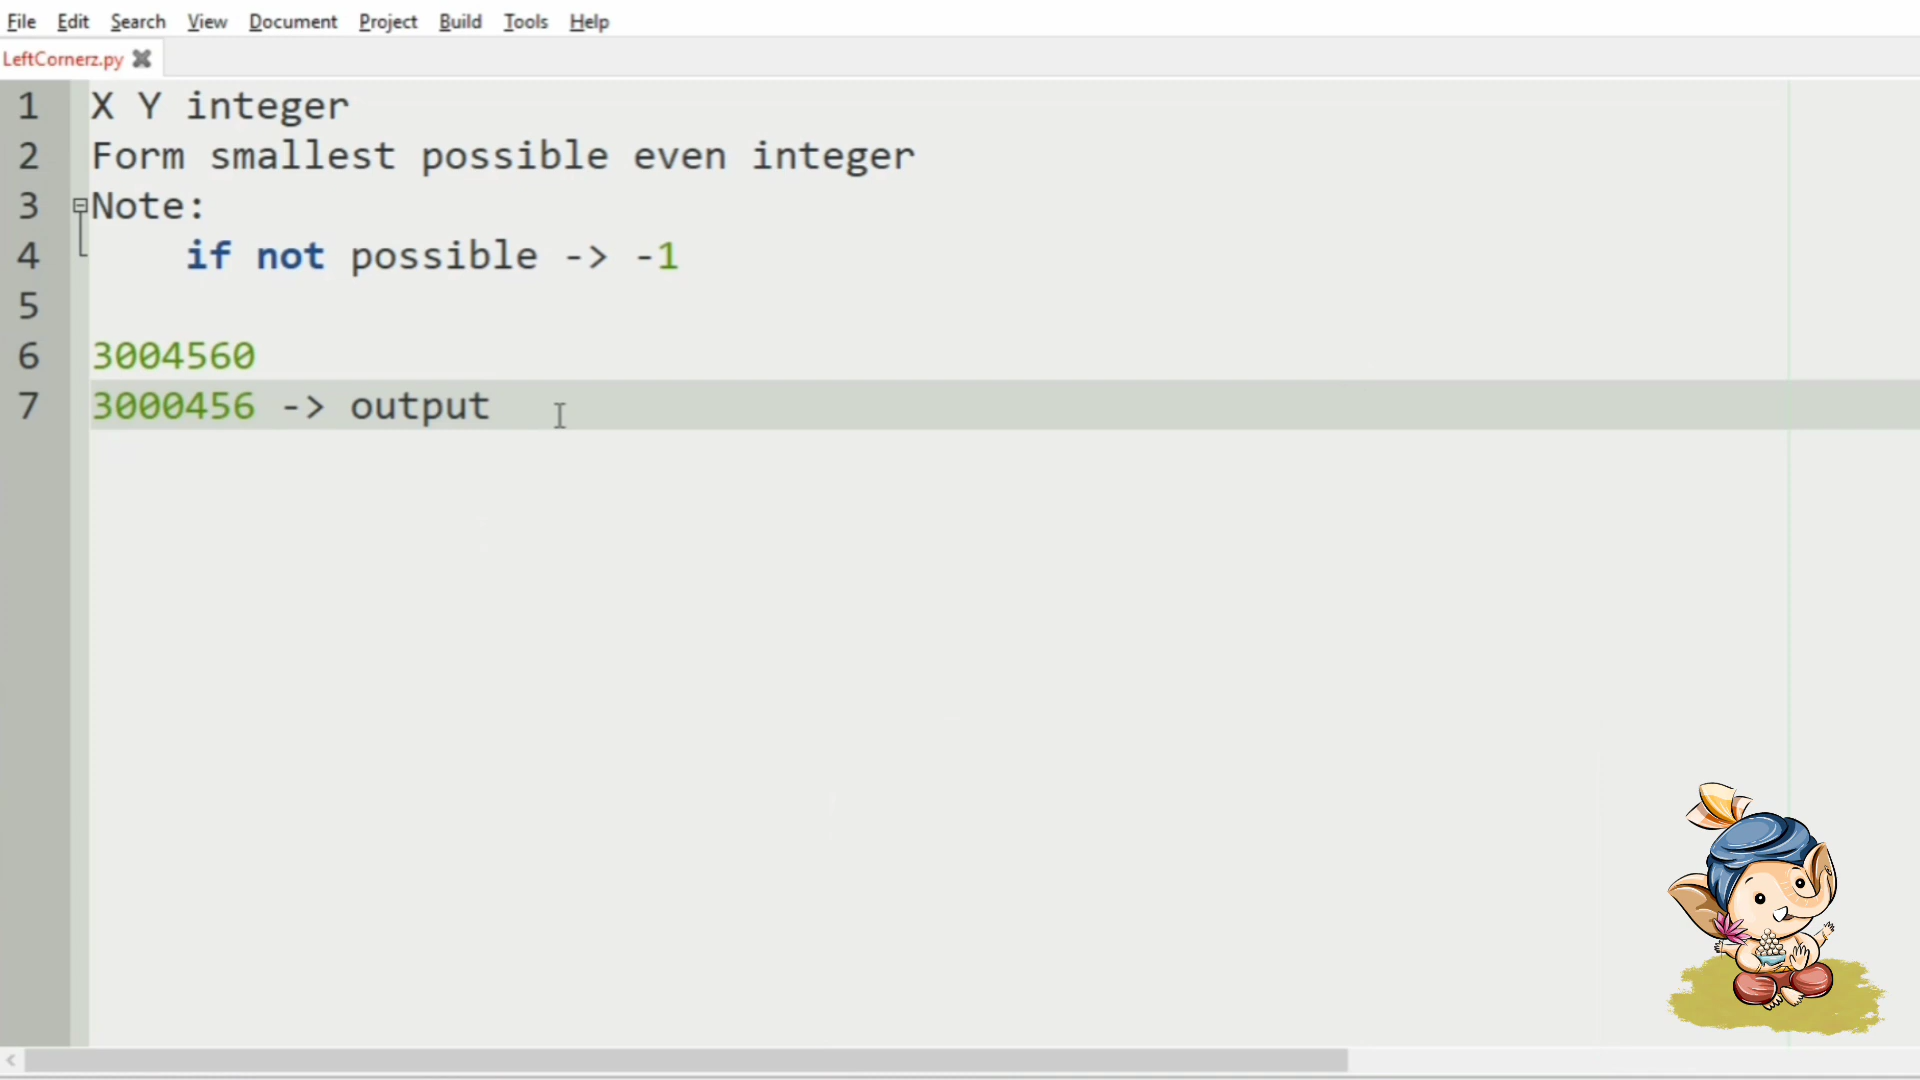 File Edit Search View Document Project Build Tools Help
LeftCornerz.py
1 X Y integer
2 Form smallest possible even integer
3 Note:
4 if not possible -> -1
5
6 3004560
7 3000456 -> output